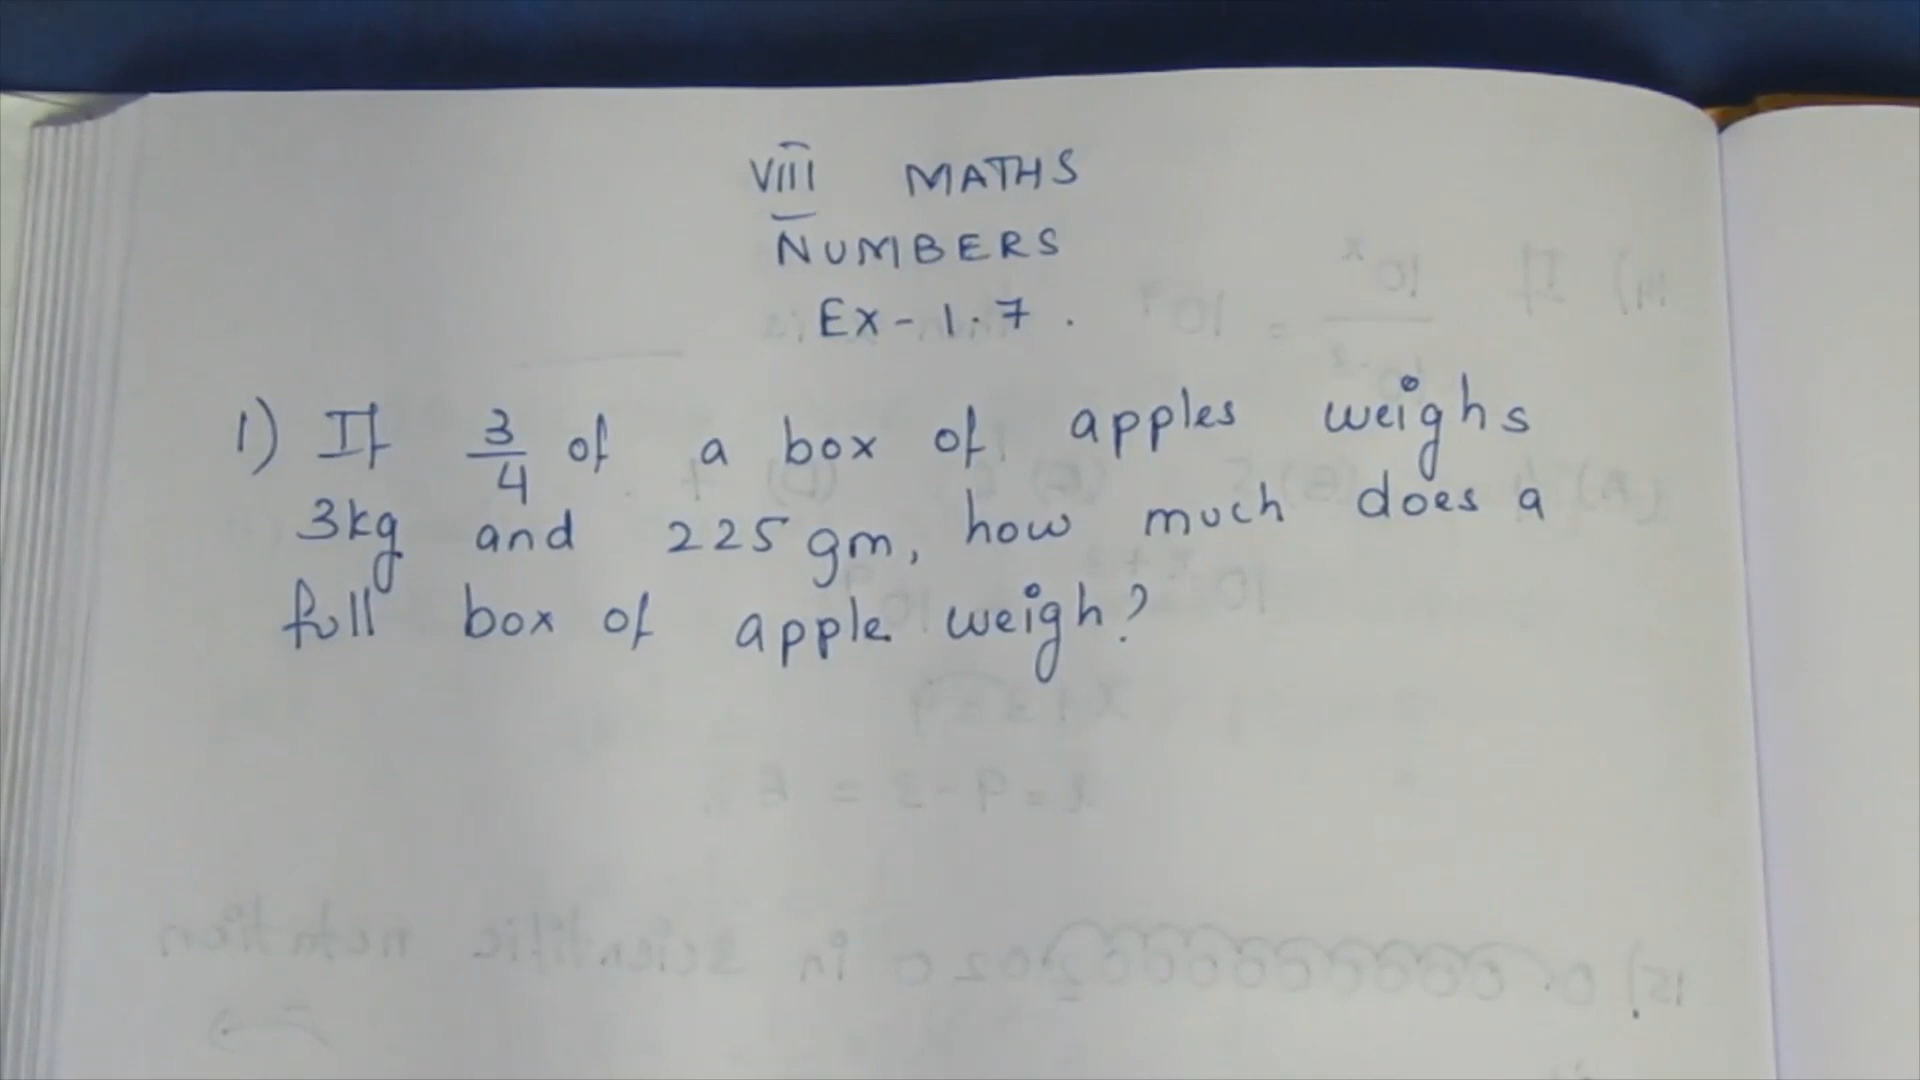 VIII MATHS
NUMBERS
Ex-1.7.
1) If 3/4 of a box of apples weighs
3kg and 225 gm, how much does a
full box of apple weigh?